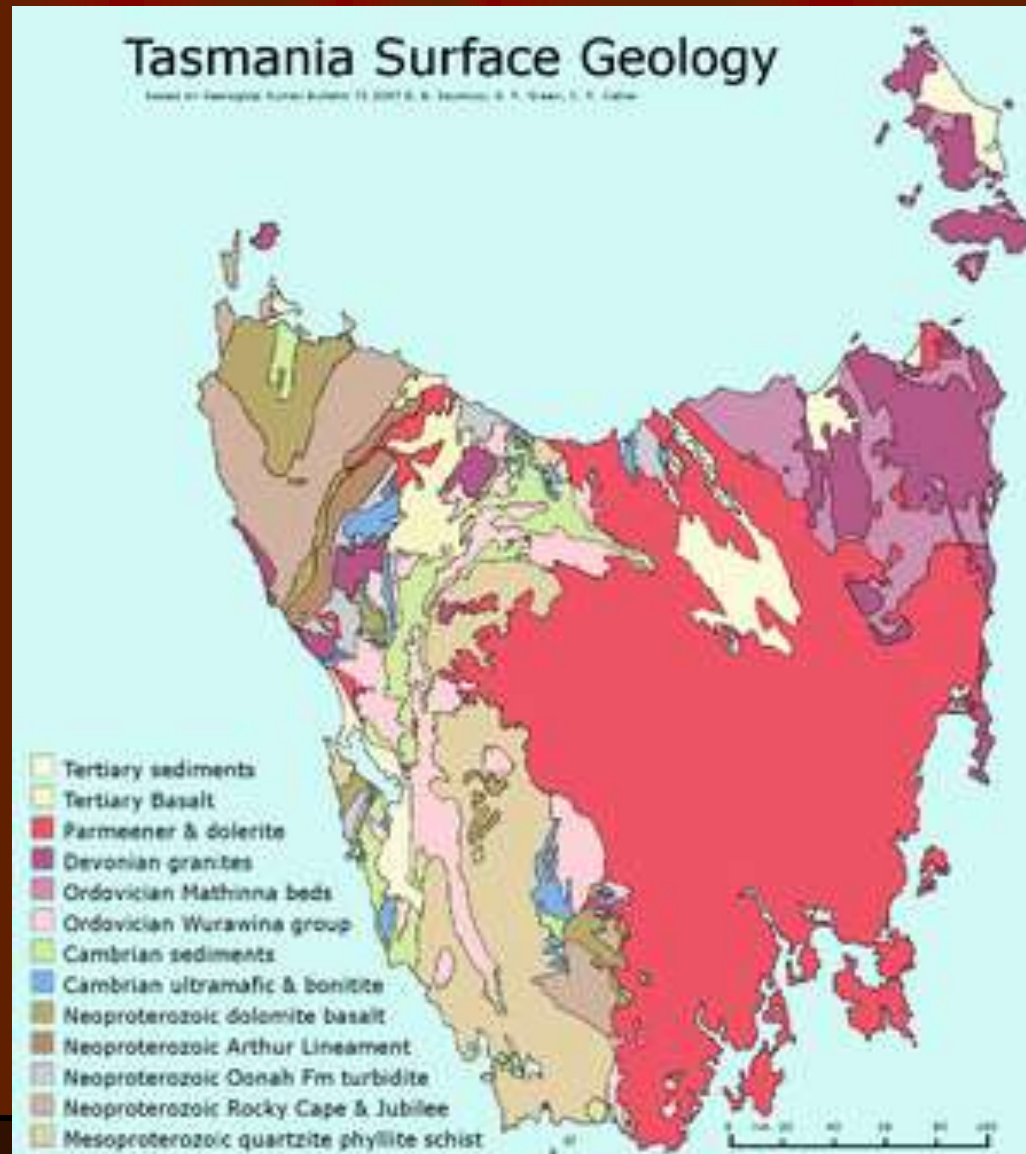 Tasmania Surface Geology
Tertiary sediments
Tertiary Basalt
Parmeener & dolerite
Devonian granites
Ordovician Mathinna beds
Ordovician Wurawina group
Cambrian sediments
Cambrian ultramafic & bonitite
Neoproterozoic dolomite basalt
Neoproterozoic Arthur Lineament
Neoproterozoic Oonah Fm turbidite
Neoproterozoic Rocky Cape & Jubilee
Mesoproterozoic quartzite phyllite schist